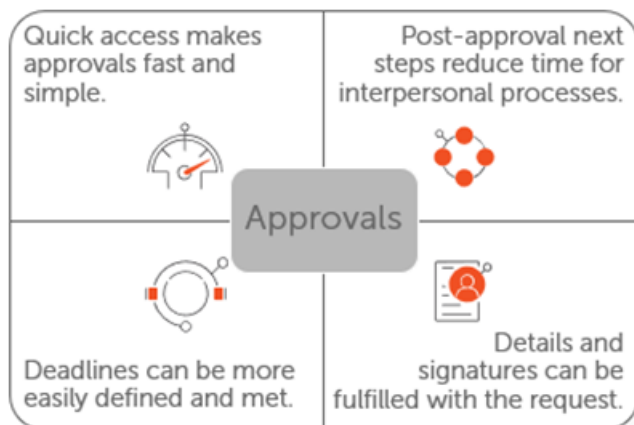 Quick access makes
approvals fast and
simple.
Post-approval next
steps reduce time for
interpersonal processes.
Approvals
Deadlines can be more
easily defined and met.
Details and
signatures can be
fulfilled with the request.